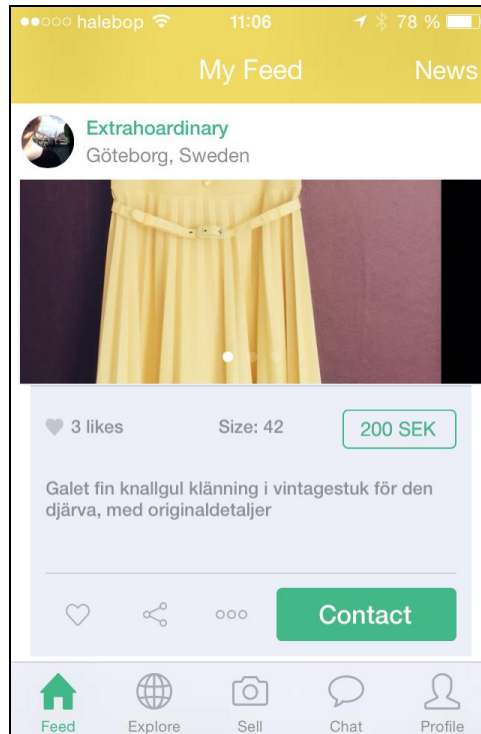 halebop 11:06 78 %
My Feed News
Extrahoardinary
Göteborg, Sweden
3 likes Size: 42 200 SEK
Galet fin knallgul klänning i vintagestuk för den
djärva, med originaldetaljer
Contact
Feed Explore Sell Chat Profile